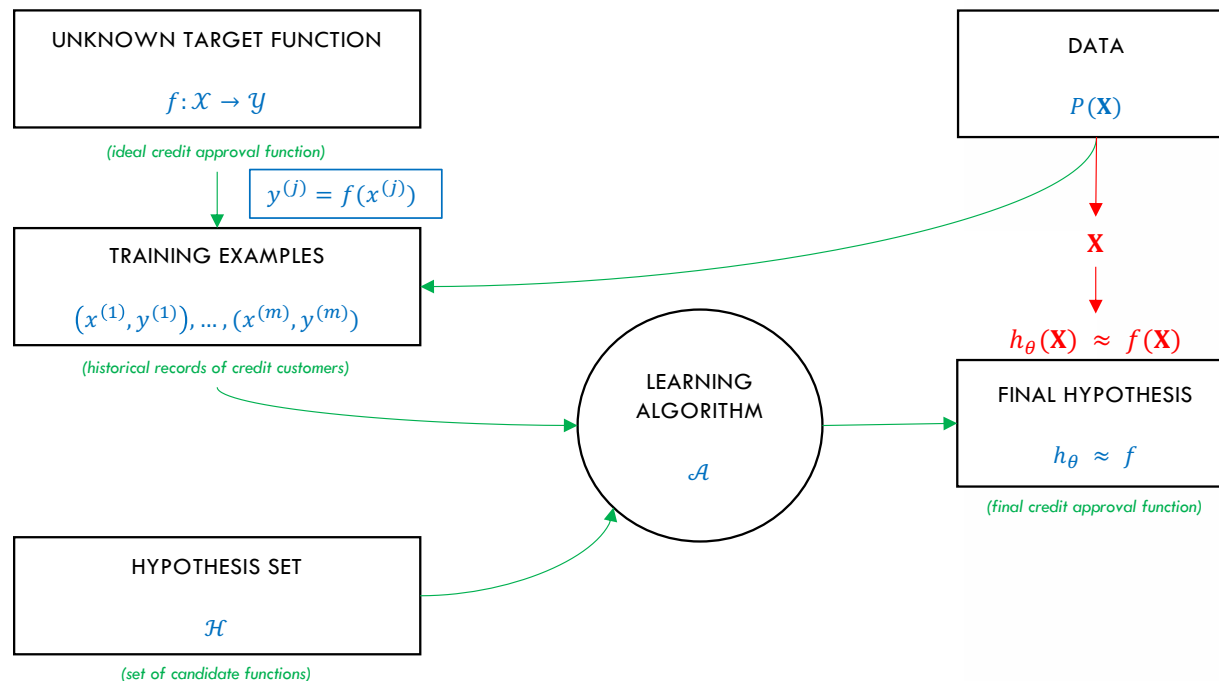 UNKNOWN TARGET FUNCTION
f: 𝒳 → 𝒴
(ideal credit approval function)
y^(j) = f(x^(j))
TRAINING EXAMPLES
(x^(1), y^(1)), … , (x^(m), y^(m))
(historical records of credit customers)
HYPOTHESIS SET
ℋ
(set of candidate functions)
LEARNING
ALGORITHM
𝒜
DATA
P(𝐗)
𝐗
h_θ(𝐗) ≈ f(𝐗)
FINAL HYPOTHESIS
h_θ ≈ f
(final credit approval function)